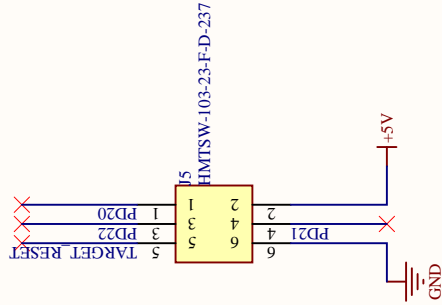 J5
HMTSW-103-23-F-D-237
+5V
PD20 1 1 2 2
PD22 3 3 4 4 PD21
TARGET_RESET 5 5 6 6
GND